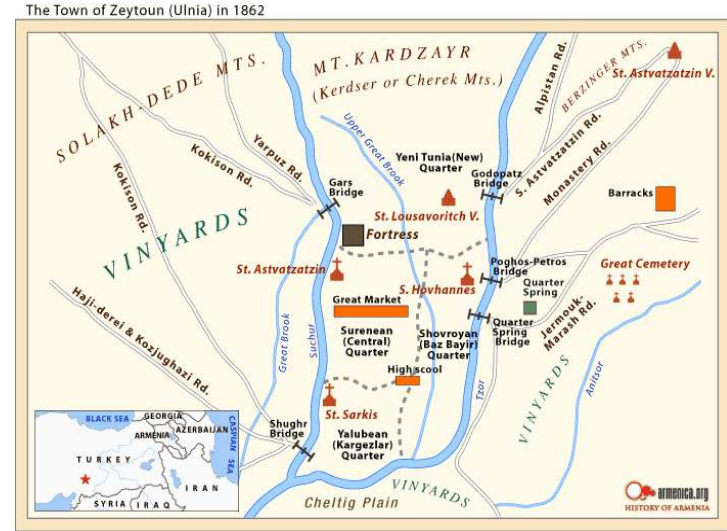 The Town of Zeytoun (Ulnia) in 1862
SOLAKH-DEDE MTS.
MT. KARDZAYR
(Kerdser or Cherek Mts.)
Alpistan Rd.
BERZINGER MTS.
St. Astvatzatzin V.
Kokison Rd.
Kokison Rd.
Yarpuz Rd.
Upper Great Brook
Yeni Tunia(New)
Quarter
Godopatz
Bridge
S. Astvatzatzin Rd.
Monastery Rd.
Gars
Bridge
Barracks
St. Lousavoritch V.
VINYARDS
Fortress
St. Astvatzatzin
S. Hovhannes
Poghos-Petros
Bridge
Great Cemetery
Quarter
Spring
Haji-derei & Kozjughazi Rd.
Great Brook
Suchur
Great Market
Surenean
(Central)
Quarter
Shovroyan
(Baz Bayir)
Quarter
Quarter
Spring
Bridge
Jermouk-
Marash Rd.
High scool
Tzor
VINYARDS
Anitsor
St. Sarkis
Shughr
Bridge
Yalubean
(Kargezlar)
Quarter
VINYARDS
Cheltig Plain
BLACK SEA
GEORGIA
ARMENIA
AZERBAIJAN
CASPIAN
SEA
TURKEY
IRAN
SYRIA
IRAQ
armenica.org
HISTORY OF ARMENIA